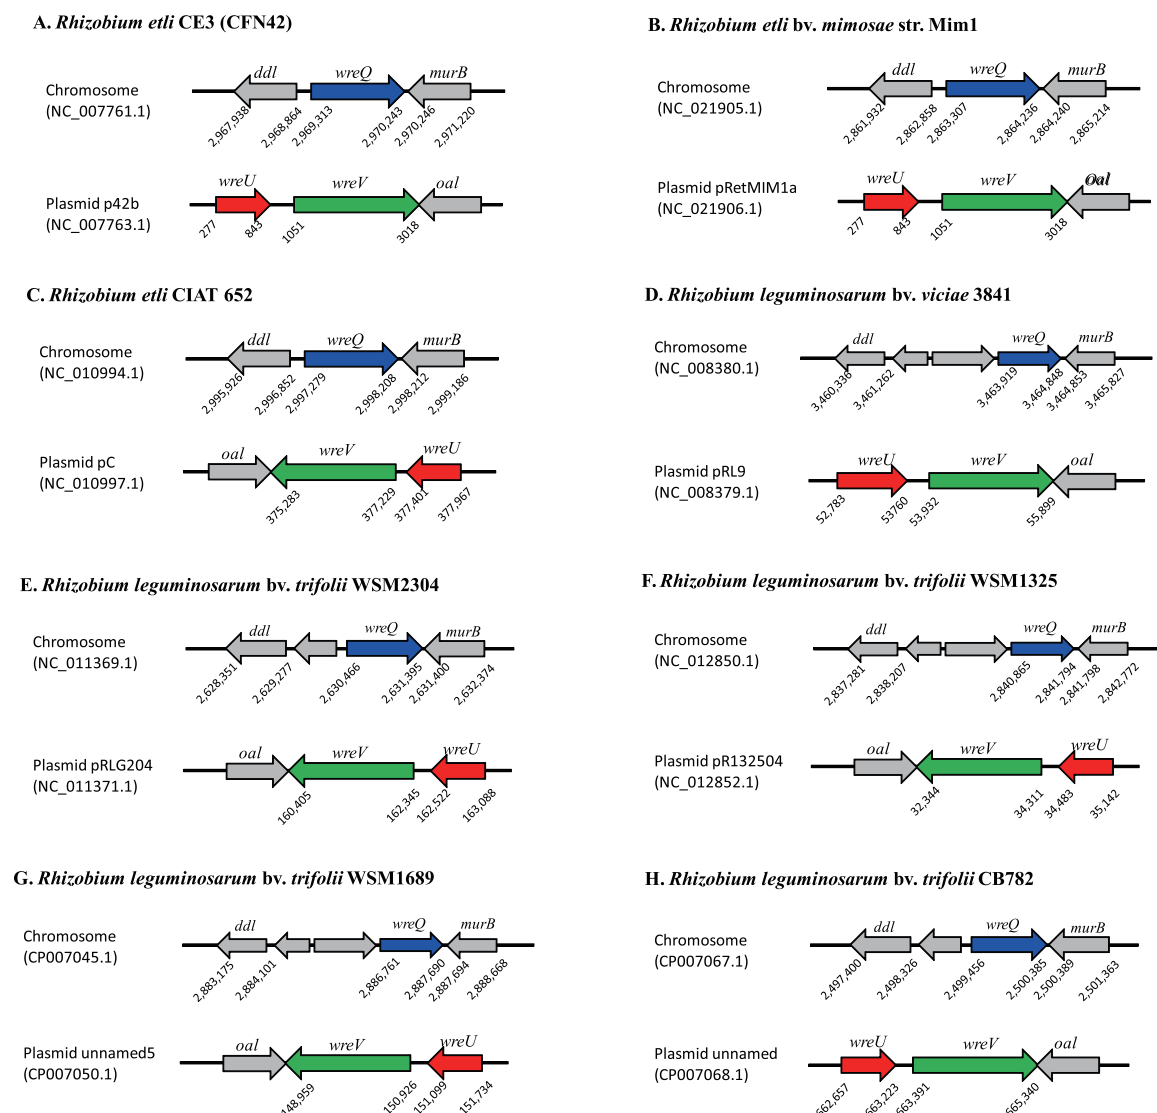 A. Rhizobium etli CE3 (CFN42)
Chromosome
(NC_007761.1)
ddl wreQ murB
2,967,938 2,968,864 2,969,313 2,970,243 2,970,246 2,971,220
Plasmid p42b
(NC_007763.1)
wreU wreV oal
277 843 1051 3018
B. Rhizobium etli bv. mimosae str. Mim1
Chromosome
(NC_021905.1)
ddl wreQ murB
2,861,932 2,862,858 2,863,307 2,864,236 2,864,240 2,865,214
Plasmid pRetMIM1a
(NC_021906.1)
wreU wreV Oal
277 843 1051 3018
C. Rhizobium etli CIAT 652
Chromosome
(NC_010994.1)
ddl wreQ murB
2,995,926 2,996,852 2,997,279 2,998,208 2,998,212 2,999,186
Plasmid pC
(NC_010997.1)
oal wreV wreU
375,283 377,229 377,401 377,967
D. Rhizobium leguminosarum bv. viciae 3841
Chromosome
(NC_008380.1)
ddl wreQ murB
3,460,336 3,461,262 3,463,919 3,464,848 3,464,853 3,465,827
Plasmid pRL9
(NC_008379.1)
wreU wreV oal
52,783 53760 53,932 55,899
E. Rhizobium leguminosarum bv. trifolii WSM2304
Chromosome
(NC_011369.1)
ddl wreQ murB
2,628,351 2,629,277 2,630,466 2,631,395 2,631,400 2,632,374
Plasmid pRLG204
(NC_011371.1)
oal wreV wreU
160,405 162,345 162,522 163,088
F. Rhizobium leguminosarum bv. trifolii WSM1325
Chromosome
(NC_012850.1)
ddl wreQ murB
2,837,281 2,838,207 2,840,865 2,841,794 2,841,798 2,842,772
Plasmid pR132504
(NC_012852.1)
oal wreV wreU
32,344 34,311 34,483 35,142
G. Rhizobium leguminosarum bv. trifolii WSM1689
Chromosome
(CP007045.1)
ddl wreQ murB
2,883,175 2,884,101 2,886,761 2,887,690 2,887,694 2,888,668
Plasmid unnamed5
(CP007050.1)
oal wreV wreU
148,959 150,926 151,099 151,734
H. Rhizobium leguminosarum bv. trifolii CB782
Chromosome
(CP007067.1)
ddl wreQ murB
2,497,400 2,498,326 2,499,456 2,500,385 2,500,389 2,501,363
Plasmid unnamed
(CP007068.1)
wreU wreV oal
662,657 663,223 663,391 665,340